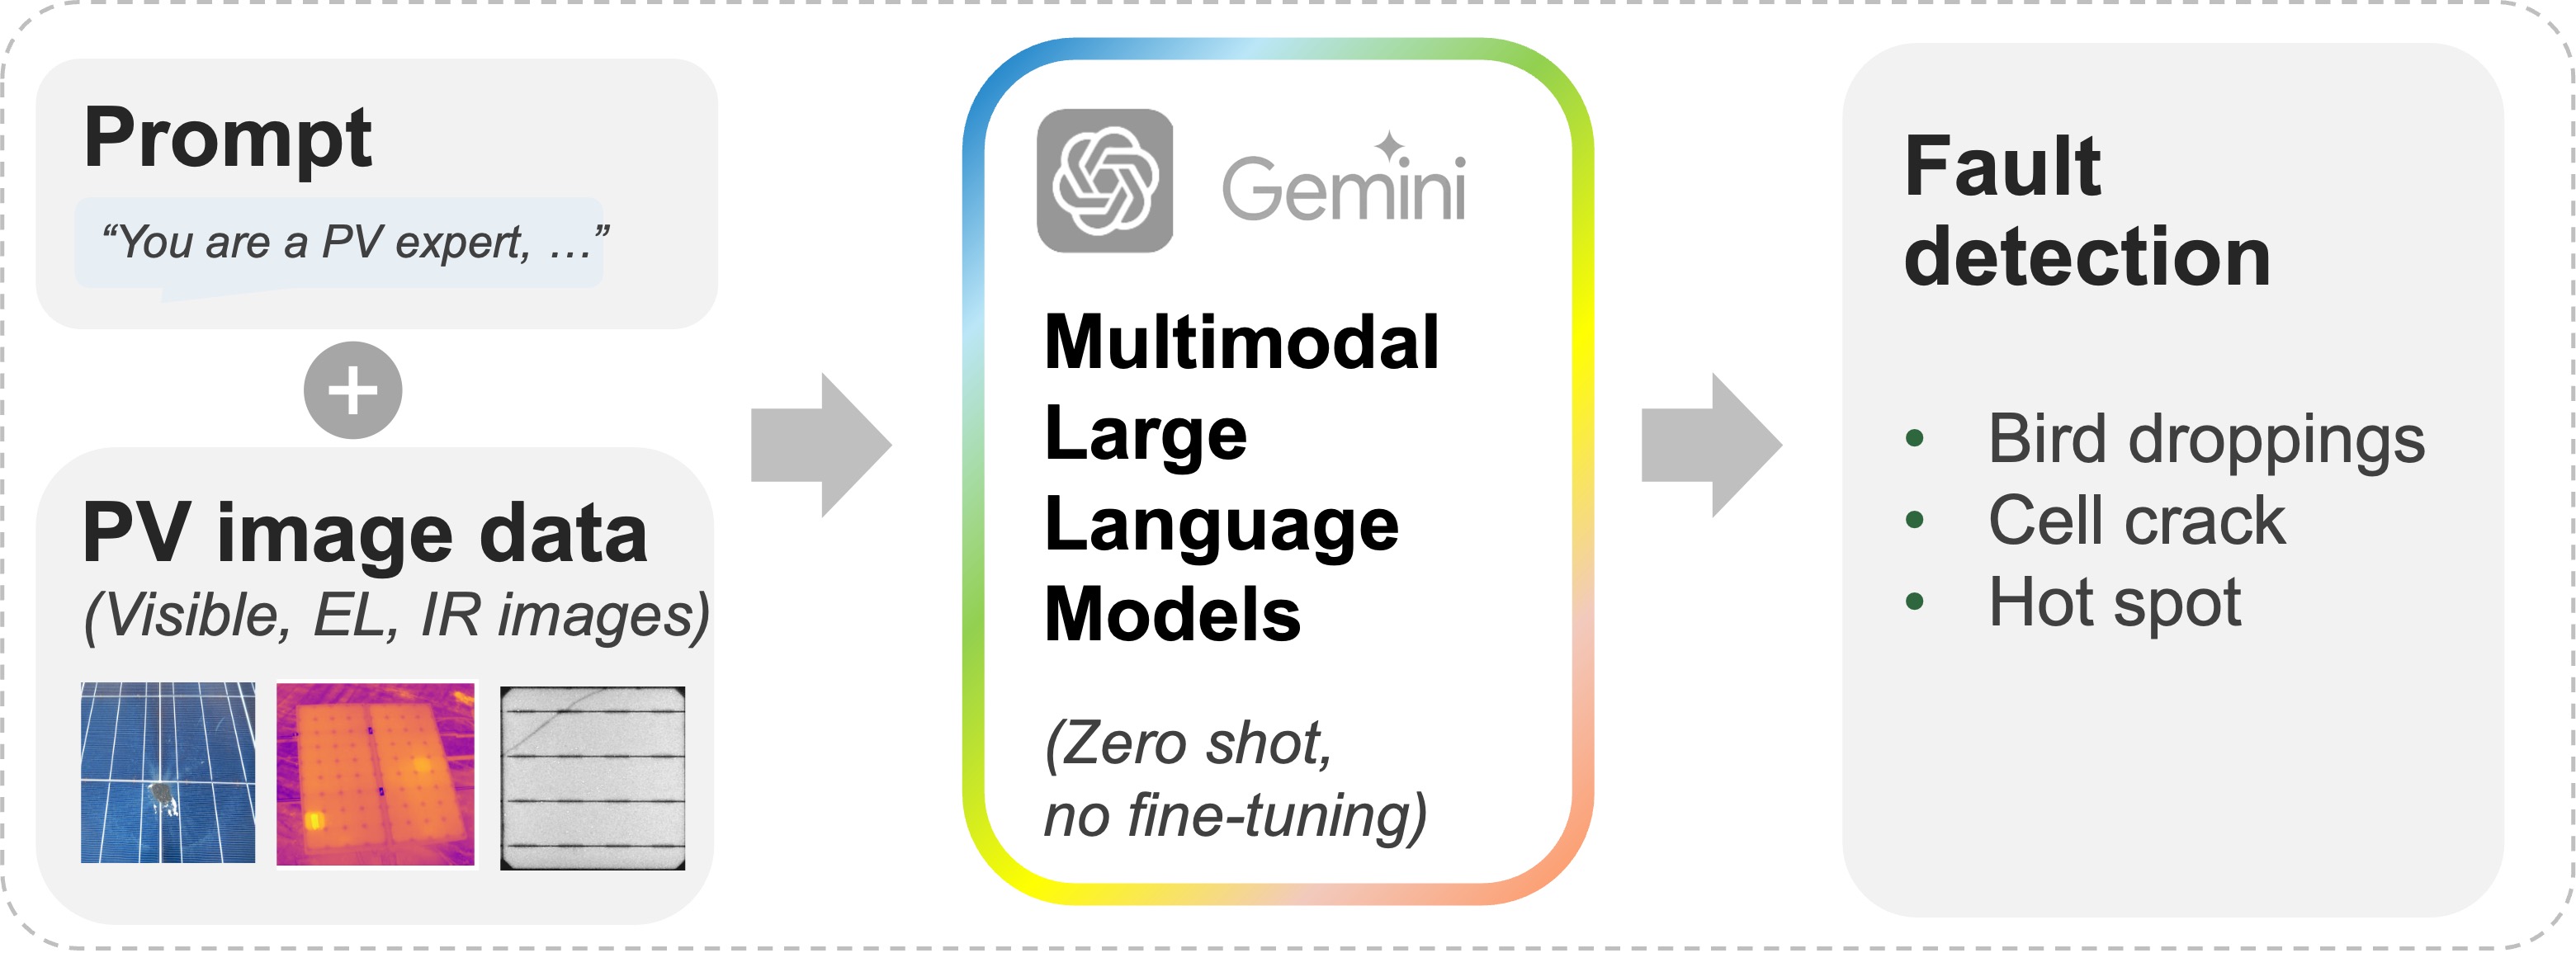 Prompt
“You are a PV expert, …”
PV image data
(Visible, EL, IR images)
Gemini
Multimodal
Large
Language
Models
(Zero shot,
no fine-tuning)
Fault
detection
• Bird droppings
• Cell crack
• Hot spot